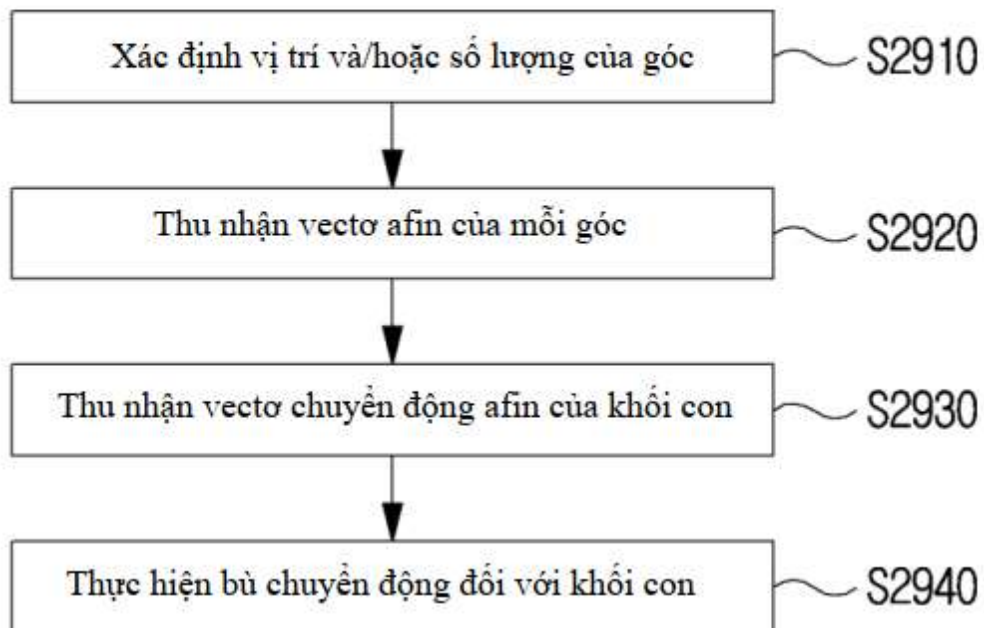 Xác định vị trí và/hoặc số lượng của góc S2910
Thu nhận vectơ afin của mỗi góc S2920
Thu nhận vectơ chuyển động afin của khối con S2930
Thực hiện bù chuyển động đối với khối con S2940